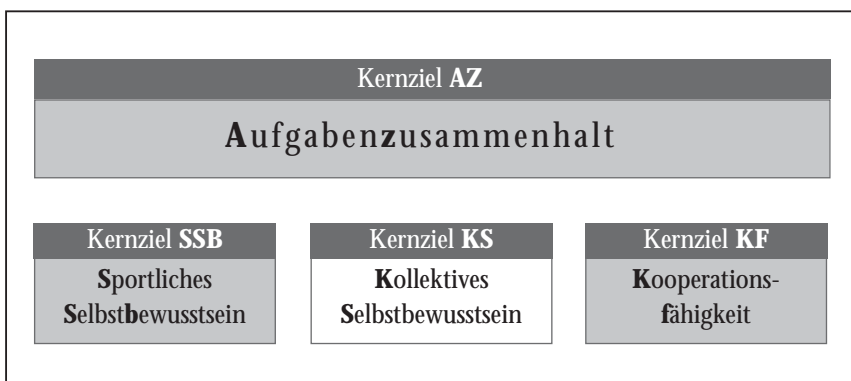 Kernziel AZ
Aufgabenzusammenhalt
Kernziel SSB
Sportliches
Selbstbewusstsein
Kernziel KS
Kollektives
Selbstbewusstsein
Kernziel KF
Kooperations-
fähigkeit